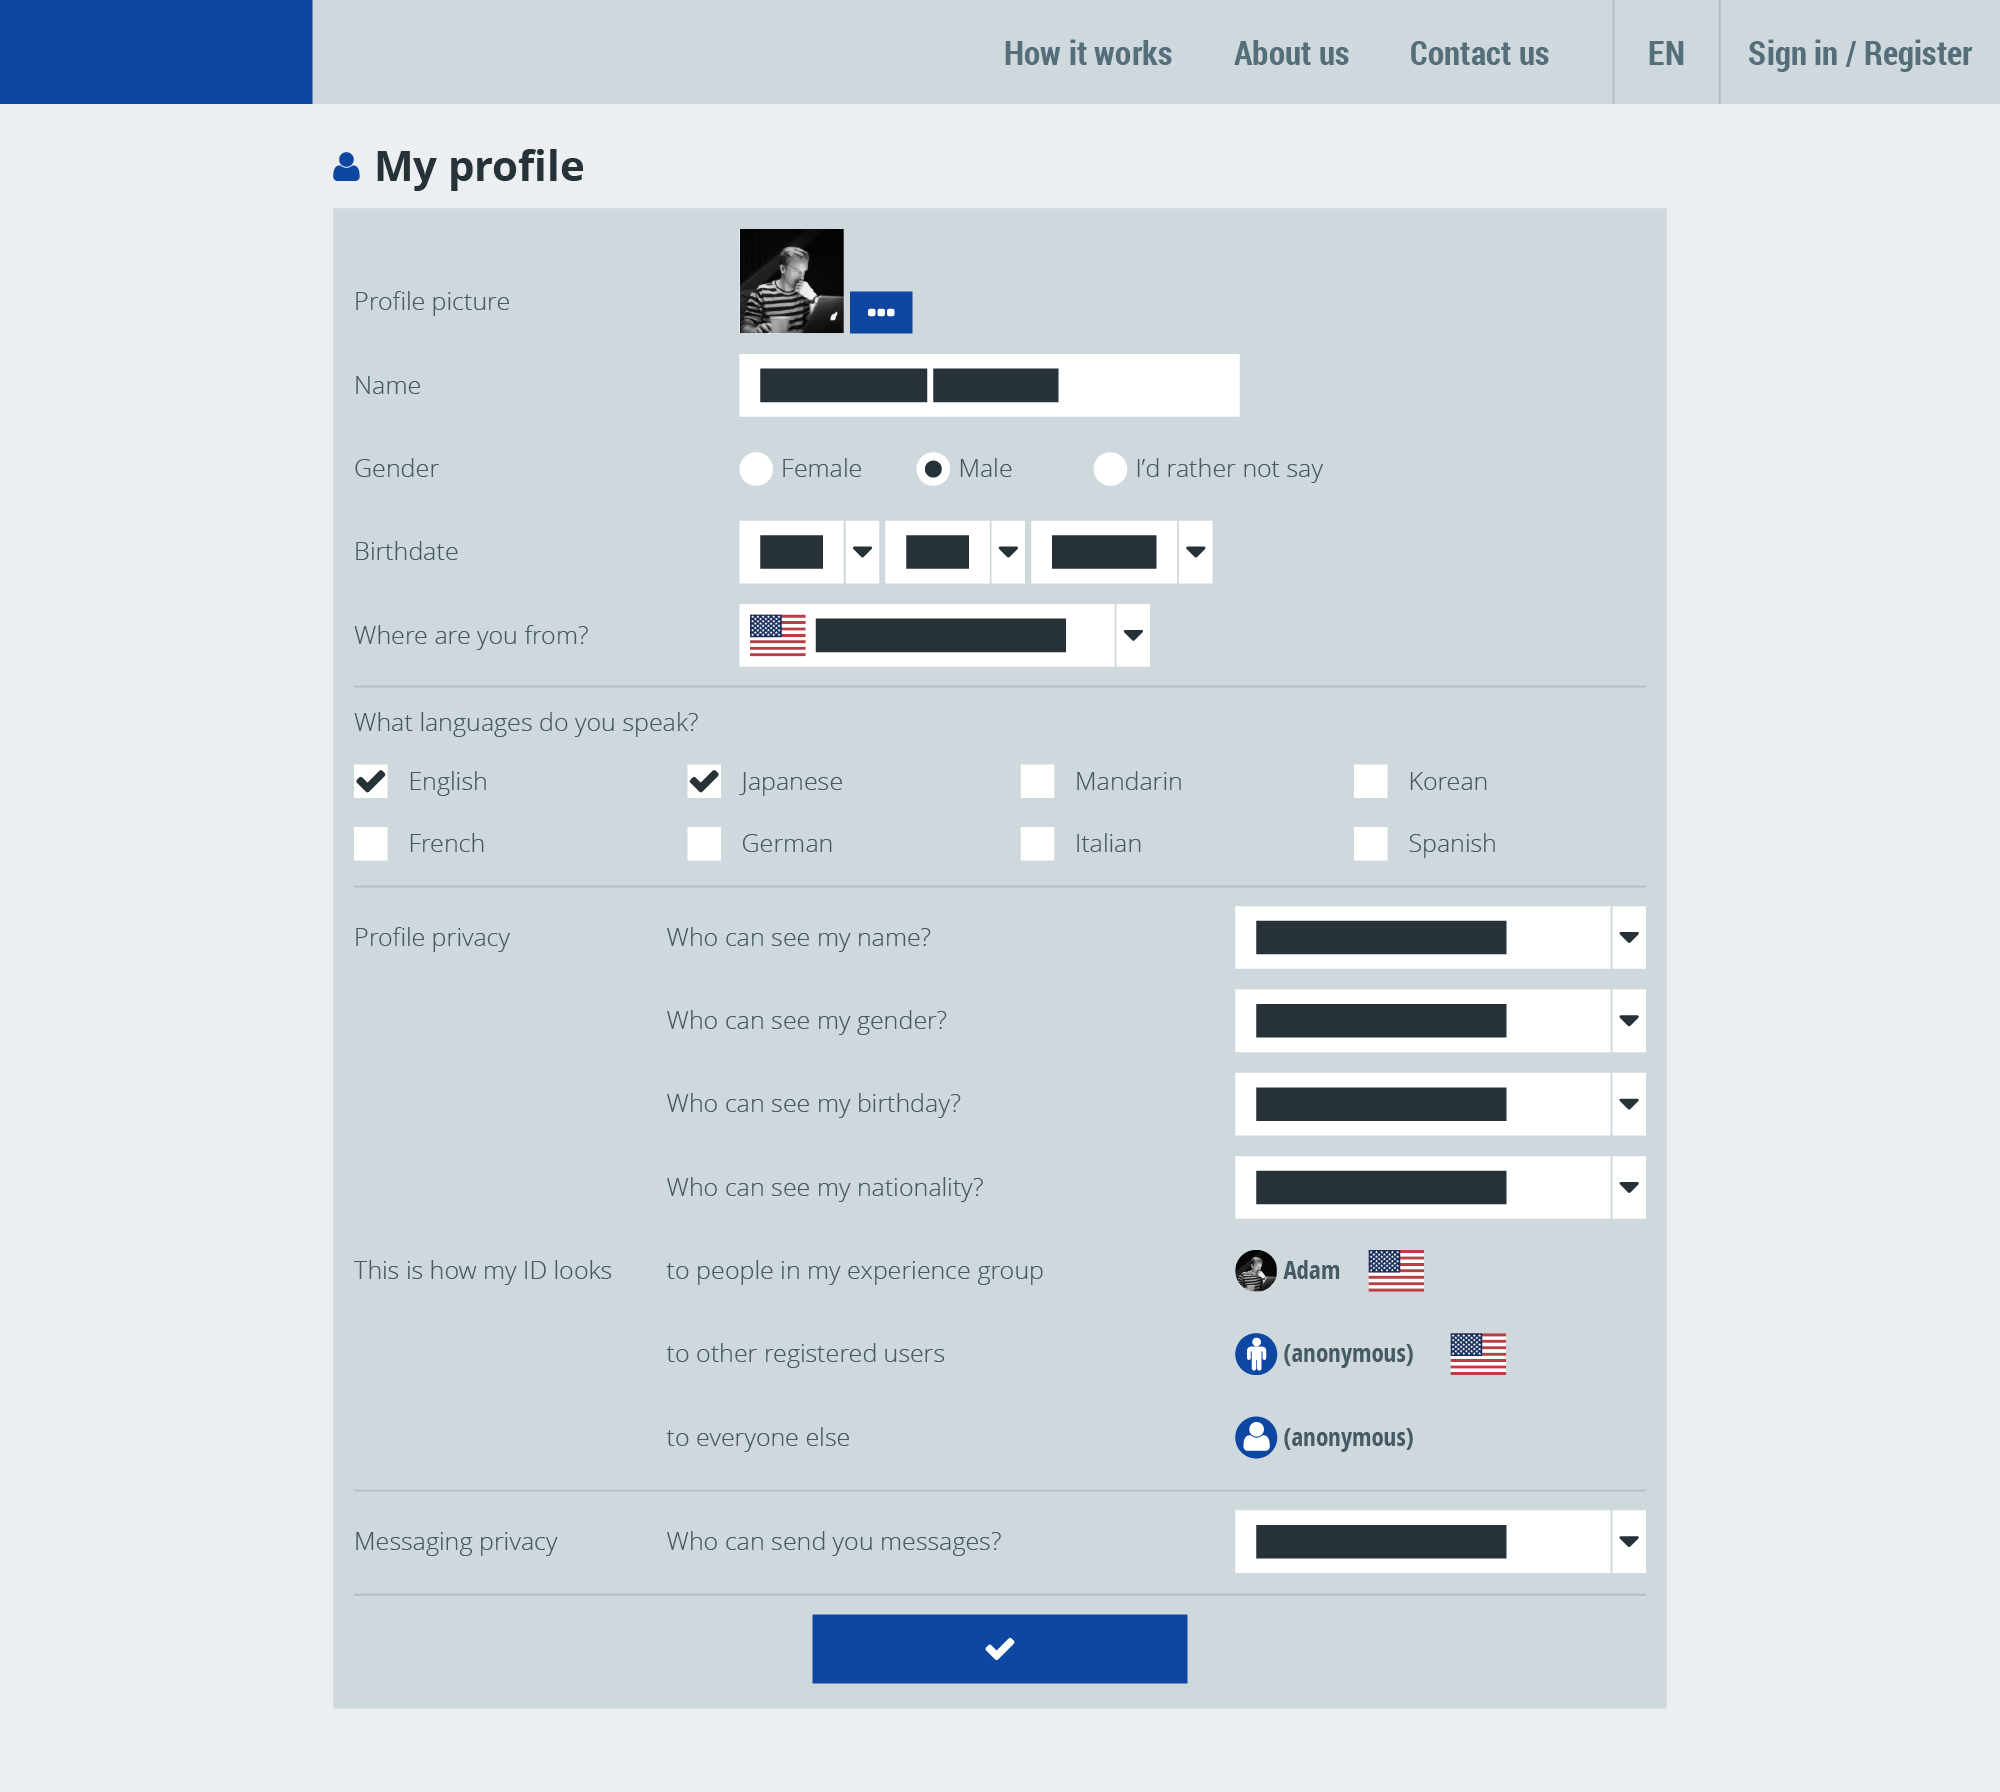 How it works About us Contact us EN Sign in / Register
My profile
Profile picture
Name
Gender Female Male I’d rather not say
Birthdate
Where are you from?
What languages do you speak?
English Japanese Mandarin Korean
French German Italian Spanish
Profile privacy Who can see my name?
Who can see my gender?
Who can see my birthday?
Who can see my nationality?
This is how my ID looks to people in my experience group Adam
to other registered users (anonymous)
to everyone else (anonymous)
Messaging privacy Who can send you messages?